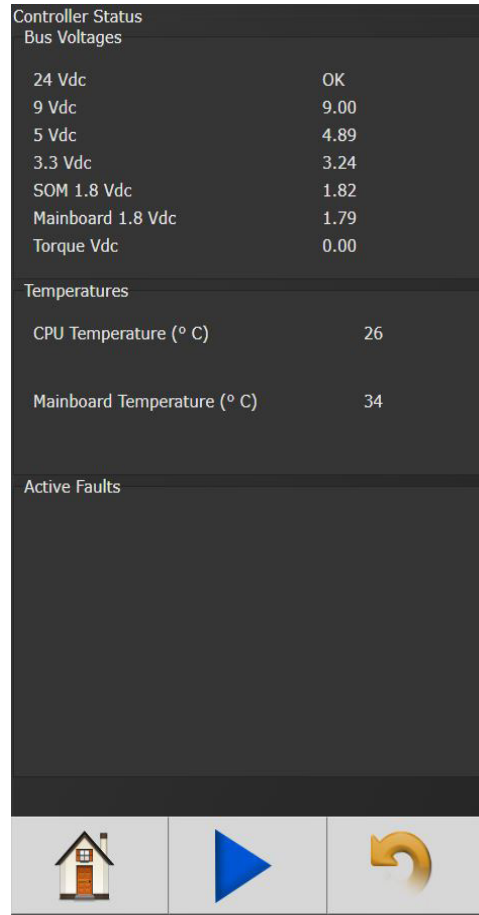 Controller Status
Bus Voltages
24 Vdc OK
9 Vdc 9.00
5 Vdc 4.89
3.3 Vdc 3.24
SOM 1.8 Vdc 1.82
Mainboard 1.8 Vdc 1.79
Torque Vdc 0.00
Temperatures
CPU Temperature (° C) 26
Mainboard Temperature (° C) 34
Active Faults